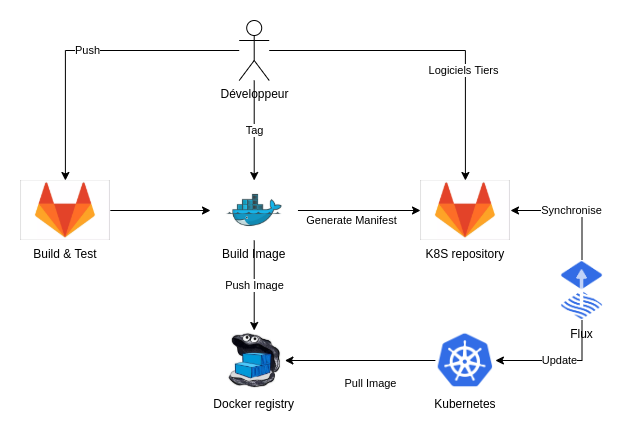 Push
Logiciels Tiers
Développeur
Tag
Synchronise
Generate Manifest
Build & Test
Build Image
K8S repository
Push Image
Flux
Update
Pull Image
Docker registry
Kubernetes